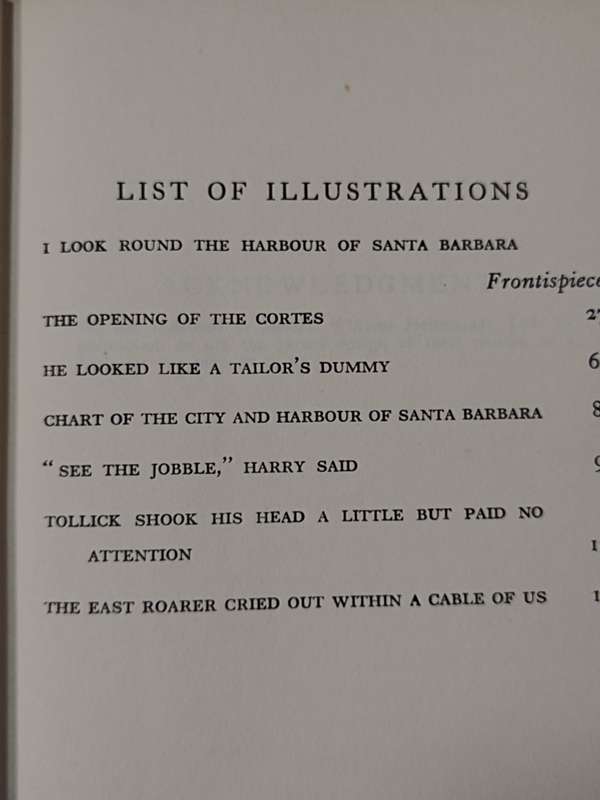 LIST OF ILLUSTRATIONS
I LOOK ROUND THE HARBOUR OF SANTA BARBARA
Frontispiece
THE OPENING OF THE CORTES
HE LOOKED LIKE A TAILOR'S DUMMY
CHART OF THE CITY AND HARBOUR OF SANTA BARBARA
"SEE THE JOBBLE," HARRY SAID
TOLLICK SHOOK HIS HEAD A LITTLE BUT PAID NO
ATTENTION
THE EAST ROARER CRIED OUT WITHIN A CABLE OF US